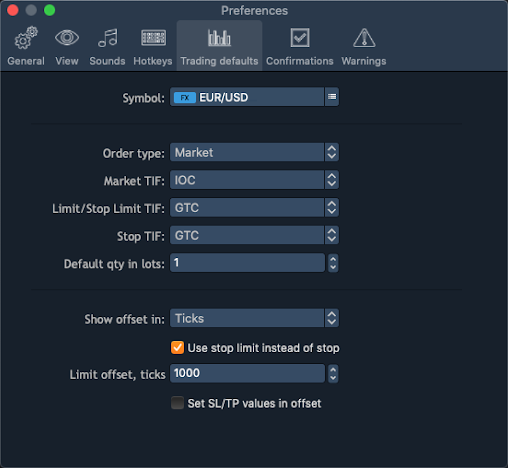 Preferences
General View Sounds Hotkeys Trading defaults Confirmations Warnings
Symbol: FX EUR/USD
Order type: Market
Market TIF: IOC
Limit/Stop Limit TIF: GTC
Stop TIF: GTC
Default qty in lots: 1
Show offset in: Ticks
Use stop limit instead of stop
Limit offset, ticks 1000
Set SL/TP values in offset